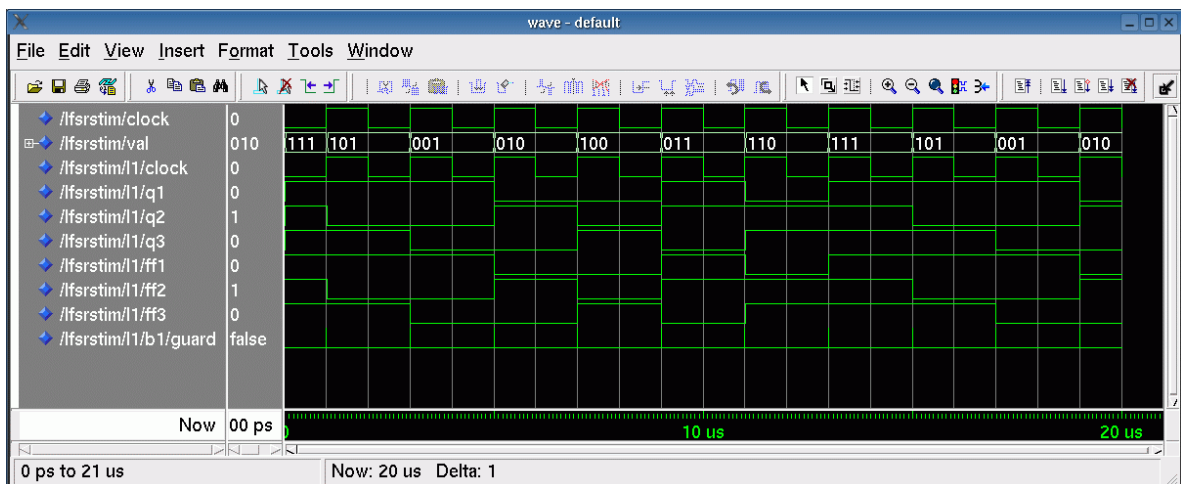 wave - default
File Edit View Insert Format Tools Window
/lfsrstim/clock 0
/lfsrstim/val 010 111 101 001 010 100 011 110 111 101 001 010
/lfsrstim/l1/clock 0
/lfsrstim/l1/q1 0
/lfsrstim/l1/q2 1
/lfsrstim/l1/q3 0
/lfsrstim/l1/ff1 0
/lfsrstim/l1/ff2 1
/lfsrstim/l1/ff3 0
/lfsrstim/l1/b1/guard false
Now 00 ps 0 10 us 20 us
0 ps to 21 us Now: 20 us Delta: 1